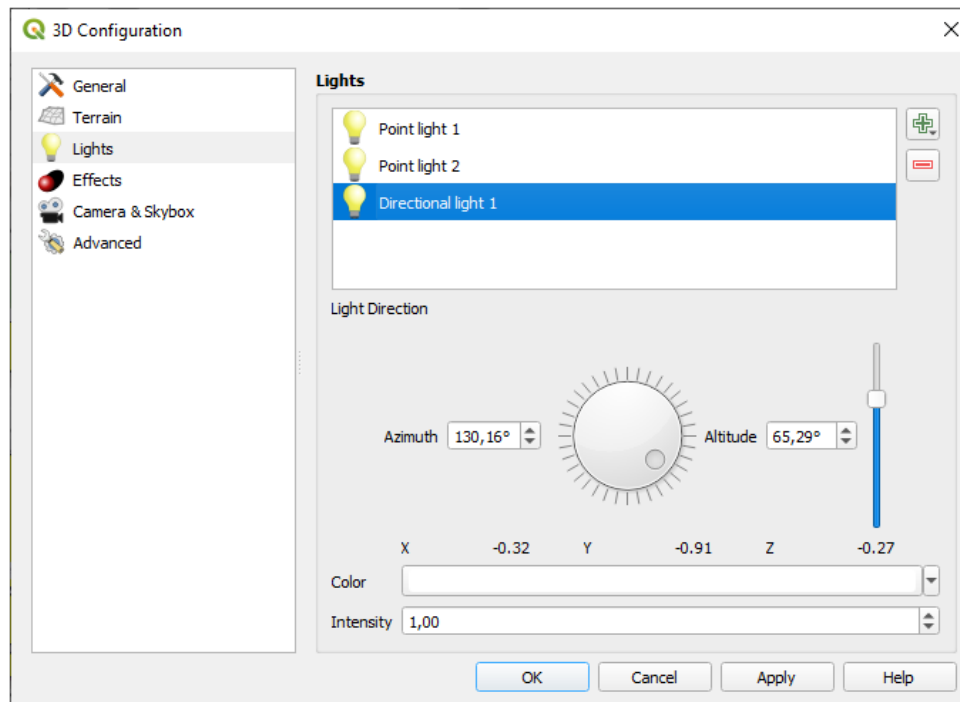 3D Configuration
General
Terrain
Lights
Effects
Camera & Skybox
Advanced
Lights
Point light 1
Point light 2
Directional light 1
Light Direction
Azimuth 130,16° Altitude 65,29°
X -0.32 Y -0.91 Z -0.27
Color
Intensity 1,00
OK Cancel Apply Help